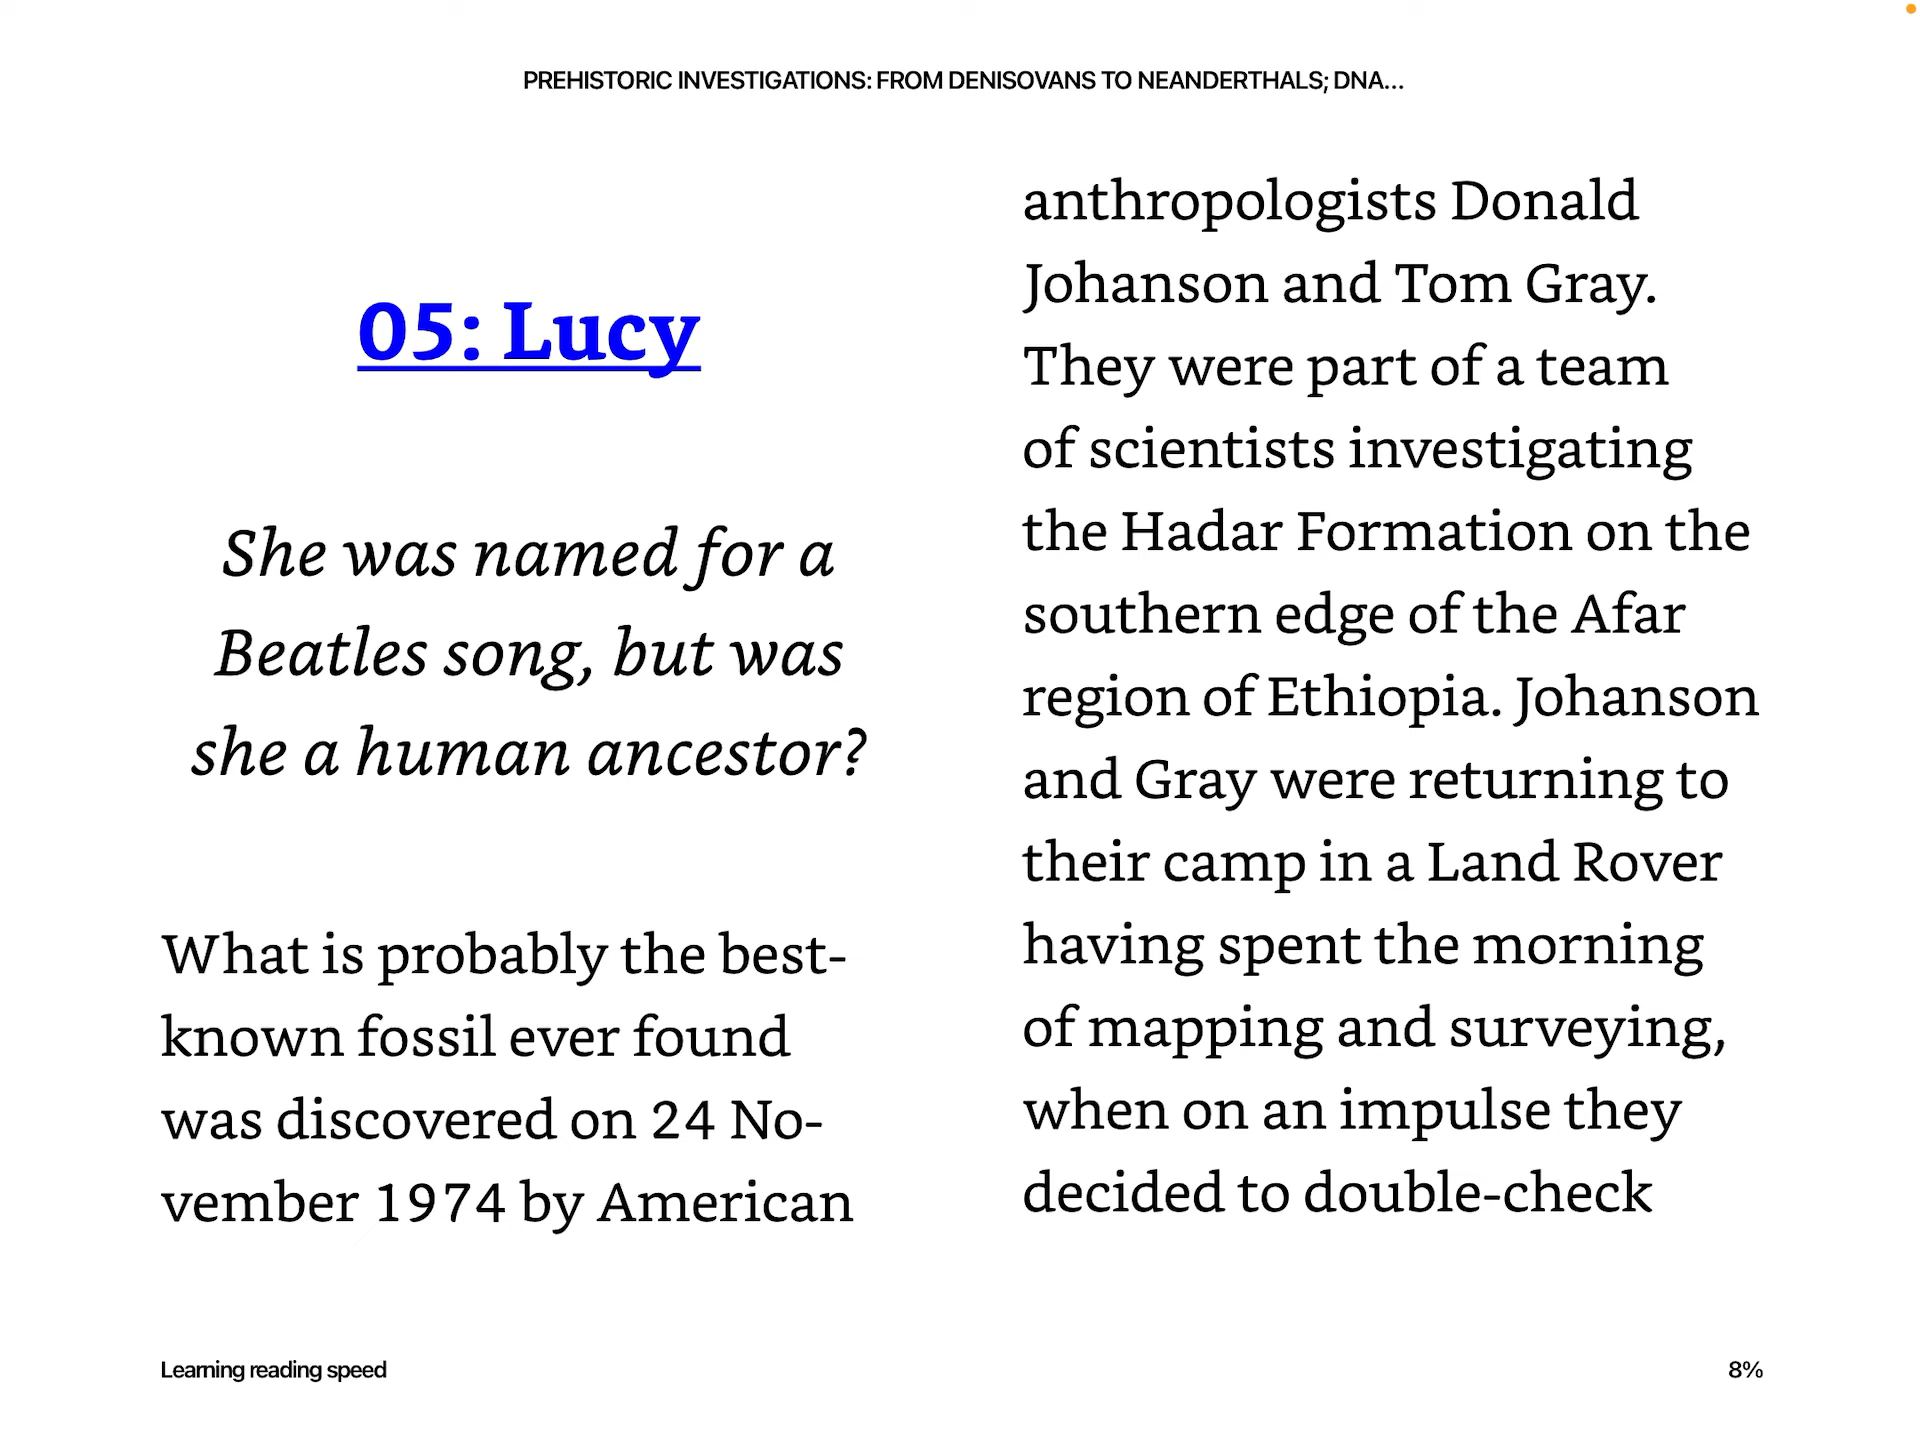 PREHISTORIC INVESTIGATIONS: FROM DENISOVANS TO NEANDERTHALS; DNA…
05: Lucy
She was named for a
Beatles song, but was
she a human ancestor?
What is probably the best-
known fossil ever found
was discovered on 24 No-
vember 1974 by American
anthropologists Donald
Johanson and Tom Gray.
They were part of a team
of scientists investigating
the Hadar Formation on the
southern edge of the Afar
region of Ethiopia. Johanson
and Gray were returning to
their camp in a Land Rover
having spent the morning
of mapping and surveying,
when on an impulse they
decided to double-check
Learning reading speed
8%